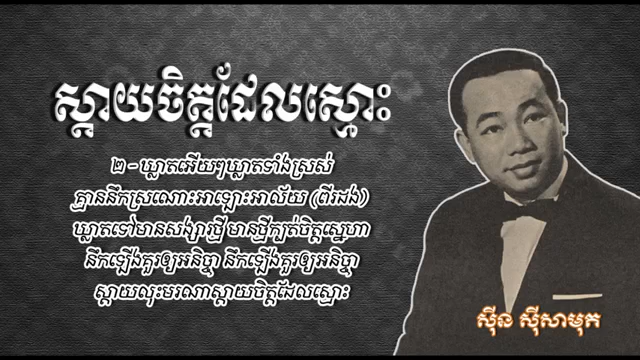 ស្ដាយចិត្តដែលស្មោះ
២ - ឃ្លាតអើយៗឃ្លាតទាំងស្រស់
គ្មាននឹកស្រណោះអាឡោះអាល័យ (ពីរដង)
ឃ្លាតទៅមានសង្សារថ្មី មានថ្មីក្បត់ចិត្តស្នេហា
នឹកឡើងគួរឲ្យអនិច្ចា នឹកឡើងគួរឲ្យអនិច្ចា
ស្ដាយលុះមរណាស្ដាយចិត្តដែលស្មោះ
ស៊ីន ស៊ីសាមុត